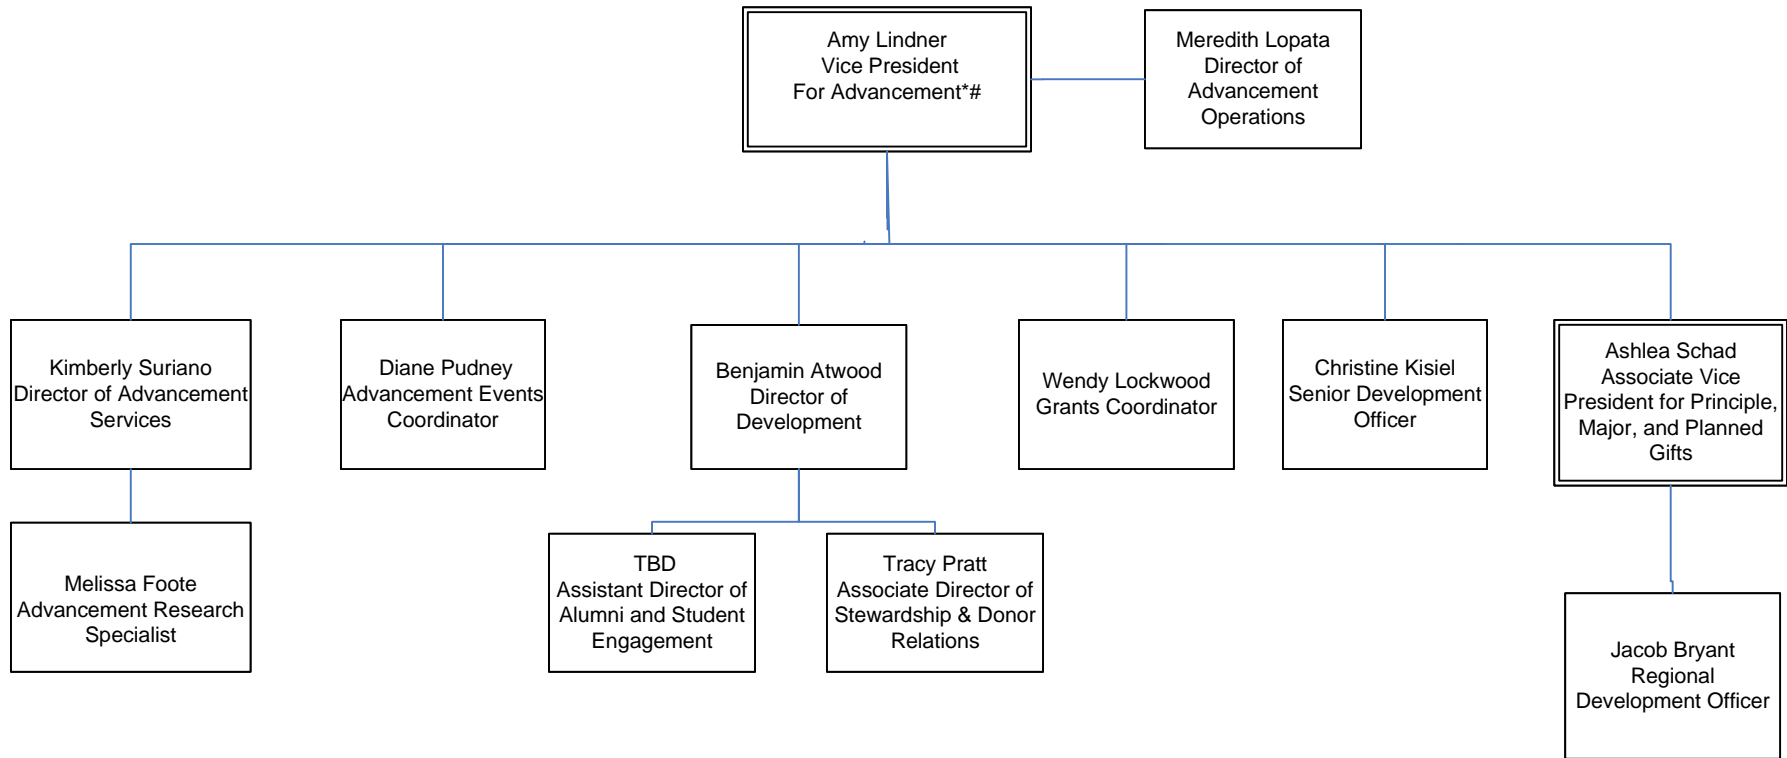 Amy Lindner
Vice President
For Advancement*#
Meredith Lopata
Director of
Advancement
Operations
Kimberly Suriano
Director of Advancement
Services
Diane Pudney
Advancement Events
Coordinator
Benjamin Atwood
Director of
Development
Wendy Lockwood
Grants Coordinator
Christine Kisiel
Senior Development
Officer
Ashlea Schad
Associate Vice
President for Principle,
Major, and Planned
Gifts
Melissa Foote
Advancement Research
Specialist
TBD
Assistant Director of
Alumni and Student
Engagement
Tracy Pratt
Associate Director of
Stewardship & Donor
Relations
Jacob Bryant
Regional
Development Officer